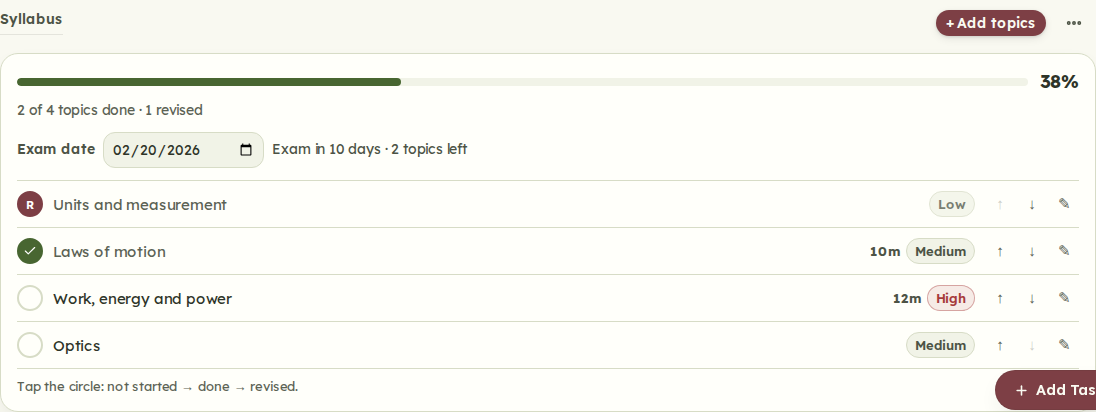 Syllabus
+ Add topics
38%
2 of 4 topics done · 1 revised
Exam date 02/20/2026 Exam in 10 days · 2 topics left
R Units and measurement Low ↑ ↓ ✎
✓ Laws of motion 10m Medium ↑ ↓ ✎
Work, energy and power 12m High ↑ ↓ ✎
Optics Medium ↑ ↓ ✎
Tap the circle: not started → done → revised.
+ Add Tas